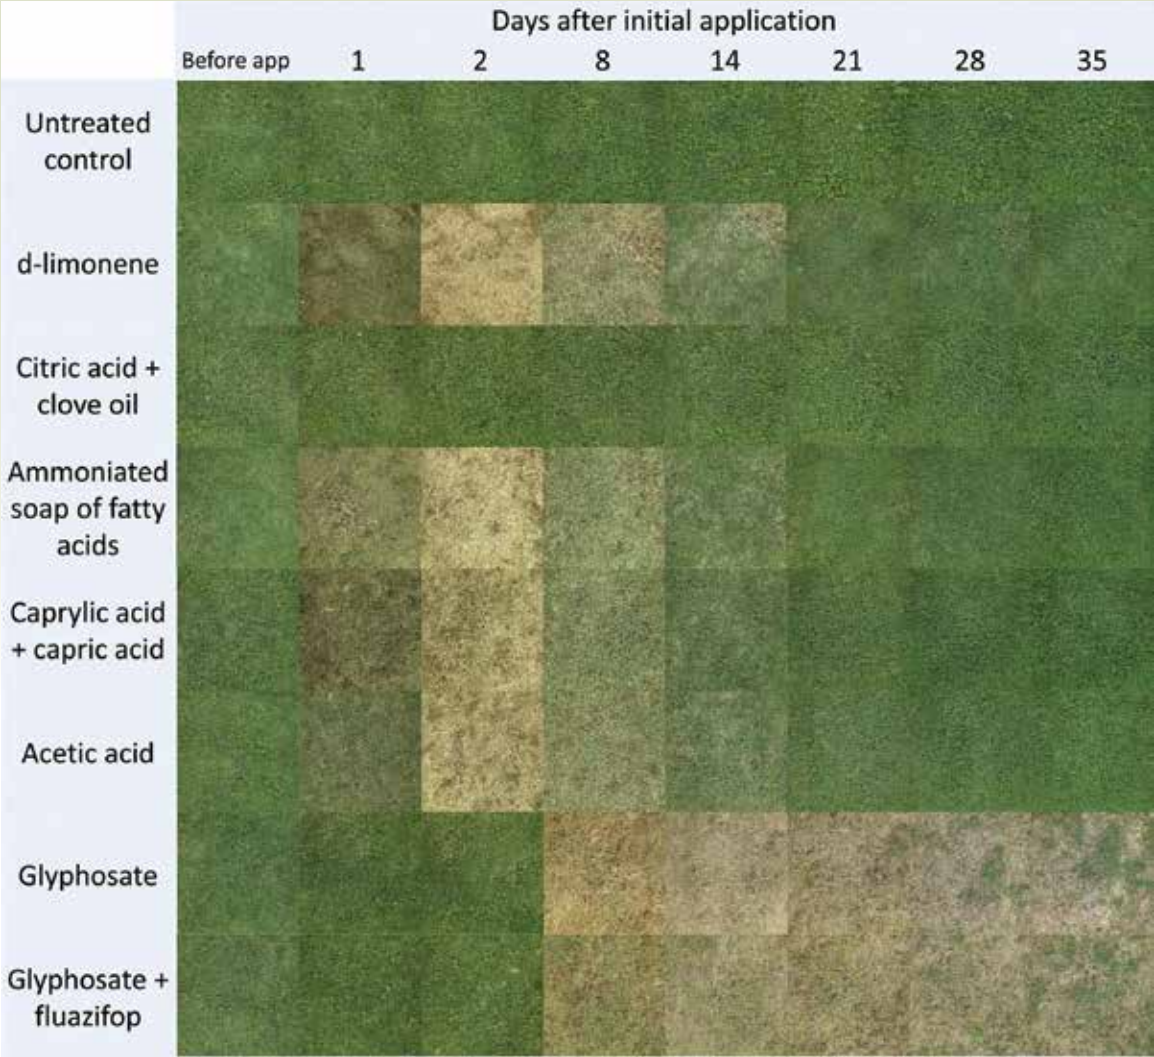 Days after initial application
Before app 1 2 8 14 21 28 35
Untreated
control
d-limonene
Citric acid +
clove oil
Ammoniated
soap of fatty
acids
Caprylic acid
+ capric acid
Acetic acid
Glyphosate
Glyphosate +
fluazifop